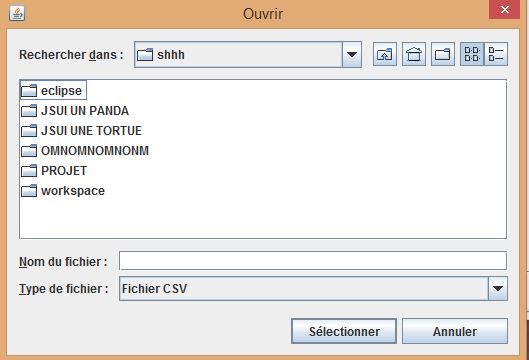 Ouvrir
Rechercher dans : shhh
eclipse
JSUI UN PANDA
JSUI UNE TORTUE
OMNOMNOMNONM
PROJET
workspace
Nom du fichier :
Type de fichier : Fichier CSV
Sélectionner Annuler